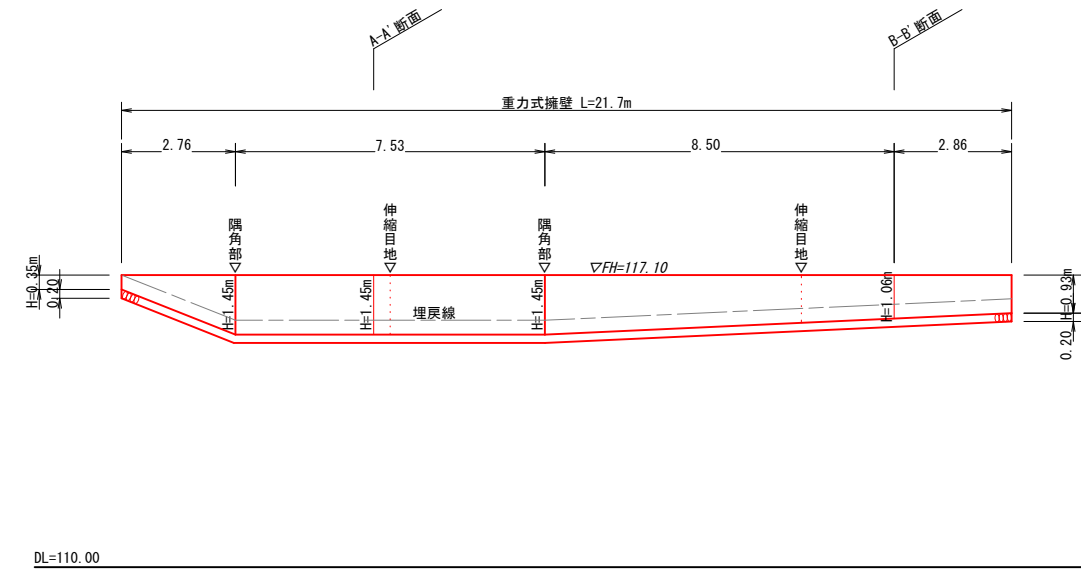 A-A' 断面
B-B' 断面
重力式擁壁 L=21.7m
2.76
7.53
8.50
2.86
隅角部
伸縮目地
隅角部
伸縮目地
▽FH=117.10
H=0.35m
0.20
H=1.45m
H=1.45m
H=1.45m
H=1.06m
H=0.93m
0.20
埋戻線
DL=110.00